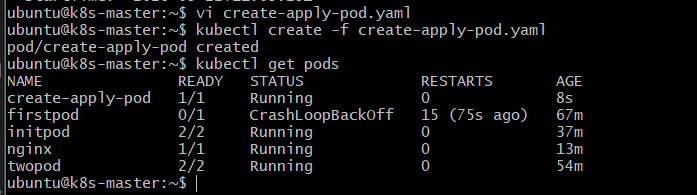 ubuntu@k8s-master:~$ vi create-apply-pod.yaml
ubuntu@k8s-master:~$ kubectl create -f create-apply-pod.yaml
pod/create-apply-pod created
ubuntu@k8s-master:~$ kubectl get pods
NAME READY STATUS RESTARTS AGE
create-apply-pod 1/1 Running 0 8s
firstpod 0/1 CrashLoopBackOff 15 (75s ago) 67m
initpod 2/2 Running 0 37m
nginx 1/1 Running 0 13m
twopod 2/2 Running 0 54m
ubuntu@k8s-master:~$